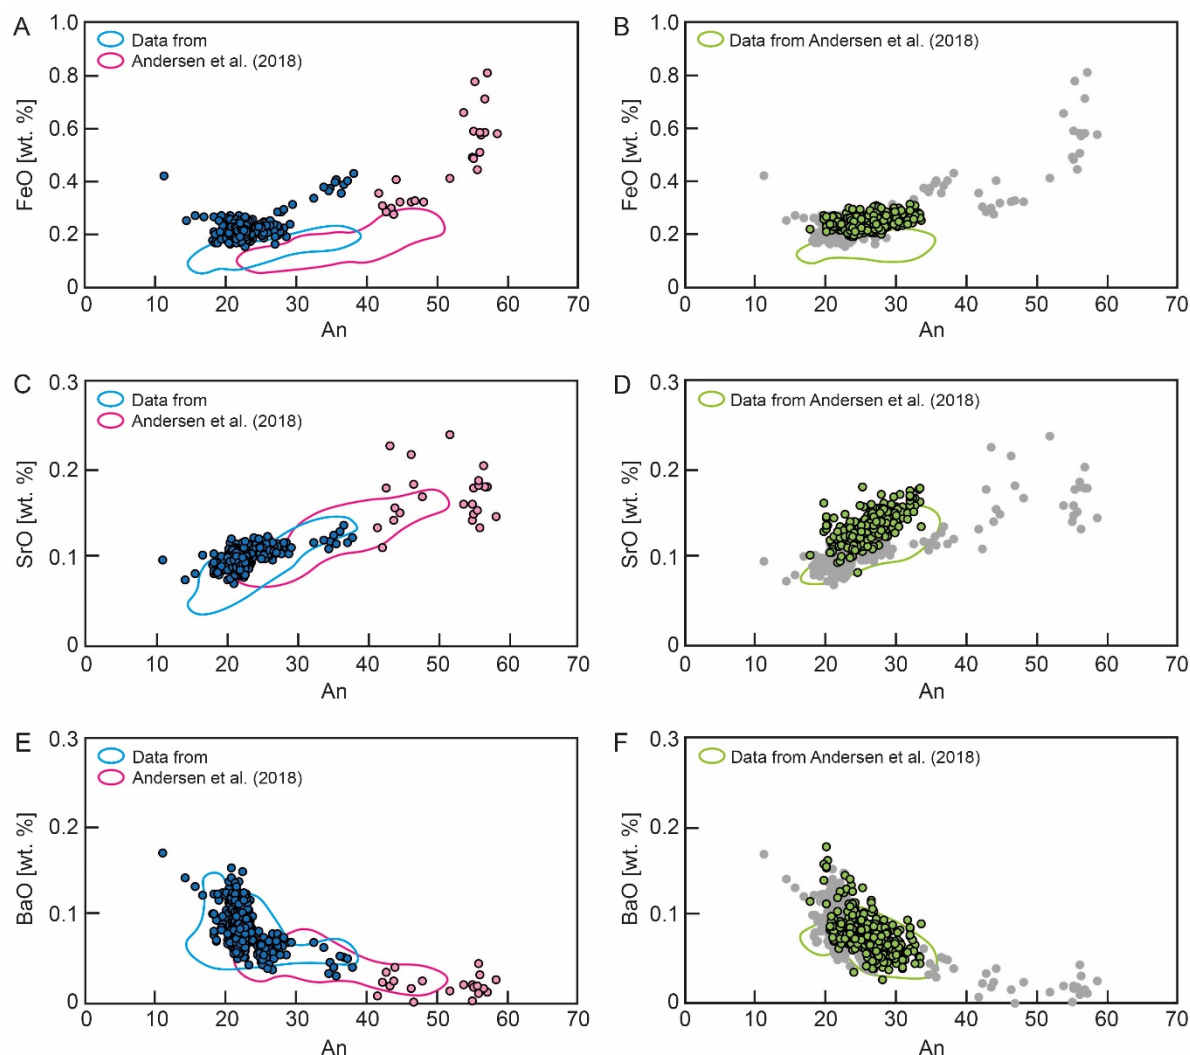 A
1.0
0.8
0.6
0.4
0.2
0
FeO [wt. %]
Data from
Andersen et al. (2018)
0 10 20 30 40 50 60 70
An
B
1.0
0.8
0.6
0.4
0.2
0
FeO [wt. %]
Data from Andersen et al. (2018)
0 10 20 30 40 50 60 70
An
C
0.3
0.2
0.1
0
SrO [wt. %]
Data from
Andersen et al. (2018)
0 10 20 30 40 50 60 70
An
D
0.3
0.2
0.1
0
SrO [wt. %]
Data from Andersen et al. (2018)
0 10 20 30 40 50 60 70
An
E
0.3
0.2
0.1
0
BaO [wt. %]
Data from
Andersen et al. (2018)
0 10 20 30 40 50 60 70
An
F
0.3
0.2
0.1
0
BaO [wt. %]
Data from Andersen et al. (2018)
0 10 20 30 40 50 60 70
An